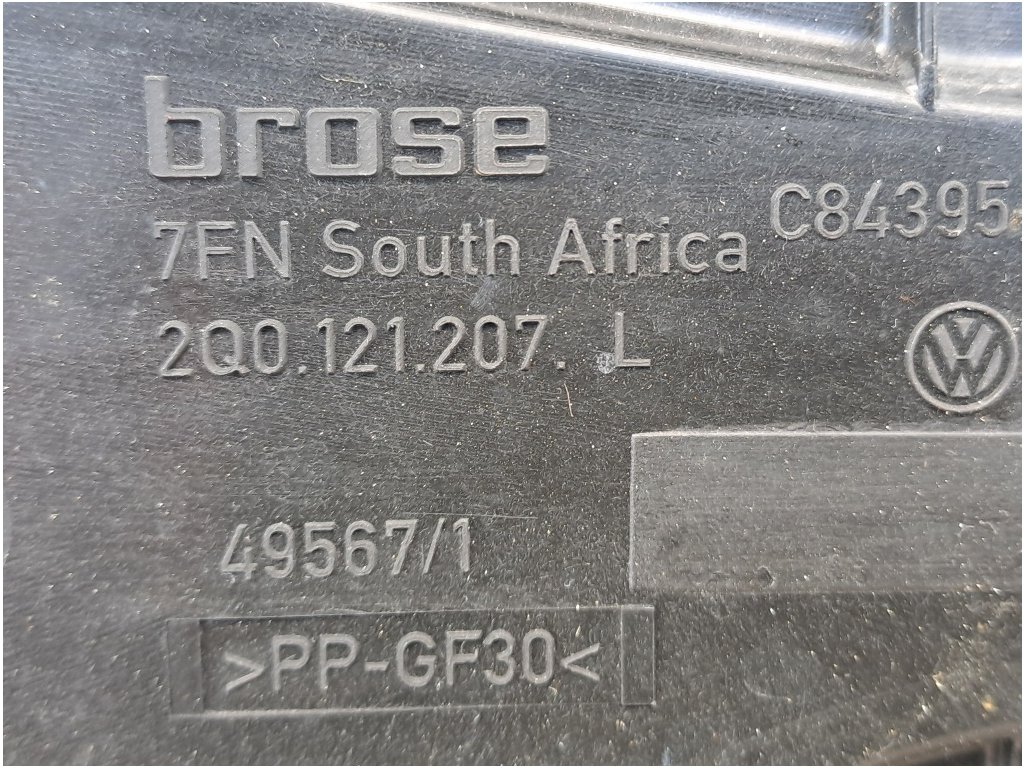 brose
7FN South Africa
C84395
2Q0.121.207. L
49567/1
>PP-GF30<